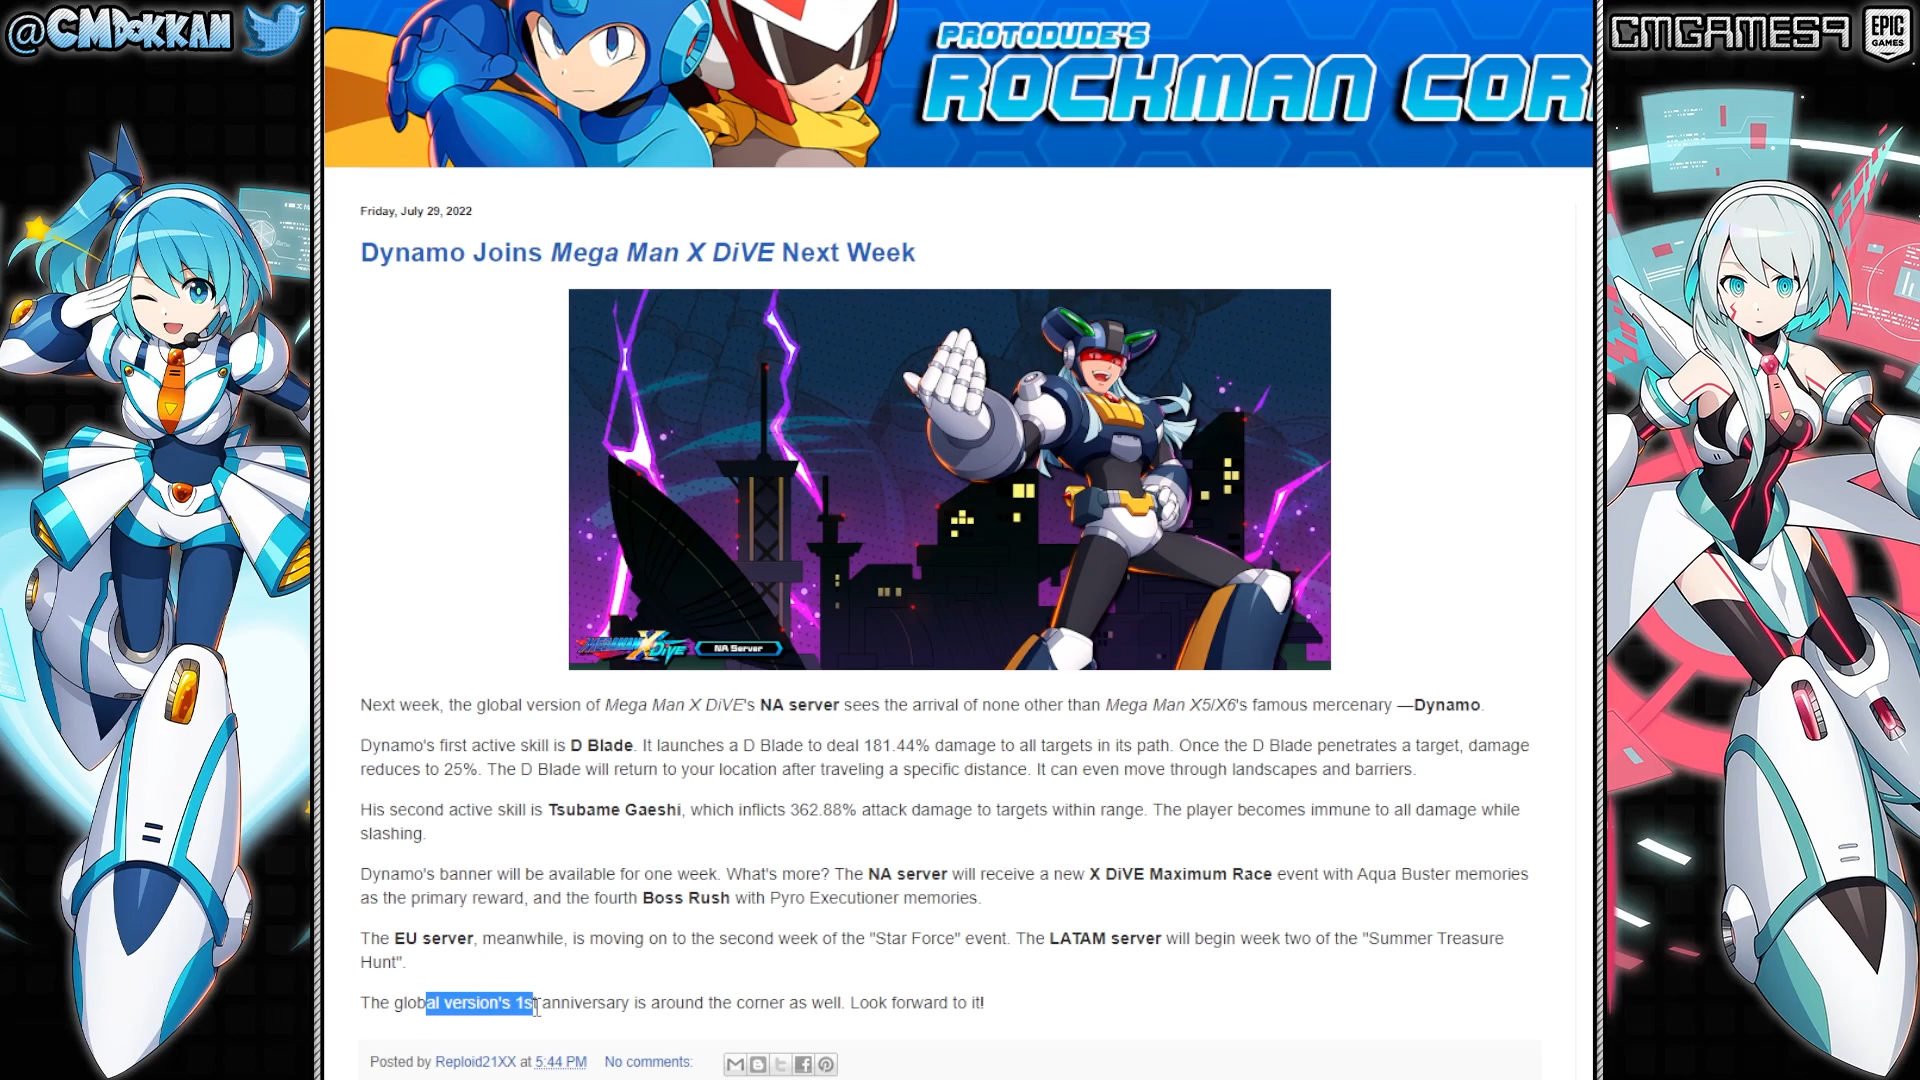 @CMDOKKAN
CMGAMES9
EPIC
GAMES
PROTODUDE'S
ROCKMAN COR
Friday, July 29, 2022
Dynamo Joins Mega Man X DiVE Next Week
MEGAMAN X DiVE
NA Server
Next week, the global version of Mega Man X DiVE's NA server sees the arrival of none other than Mega Man X5/X6's famous mercenary —Dynamo.
Dynamo's first active skill is D Blade. It launches a D Blade to deal 181.44% damage to all targets in its path. Once the D Blade penetrates a target, damage
reduces to 25%. The D Blade will return to your location after traveling a specific distance. It can even move through landscapes and barriers.
His second active skill is Tsubame Gaeshi, which inflicts 362.88% attack damage to targets within range. The player becomes immune to all damage while
slashing.
Dynamo's banner will be available for one week. What's more? The NA server will receive a new X DiVE Maximum Race event with Aqua Buster memories
as the primary reward, and the fourth Boss Rush with Pyro Executioner memories.
The EU server, meanwhile, is moving on to the second week of the "Star Force" event. The LATAM server will begin week two of the "Summer Treasure
Hunt".
The global version's 1st anniversary is around the corner as well. Look forward to it!
Posted by Reploid21XX at 5:44 PM No comments: